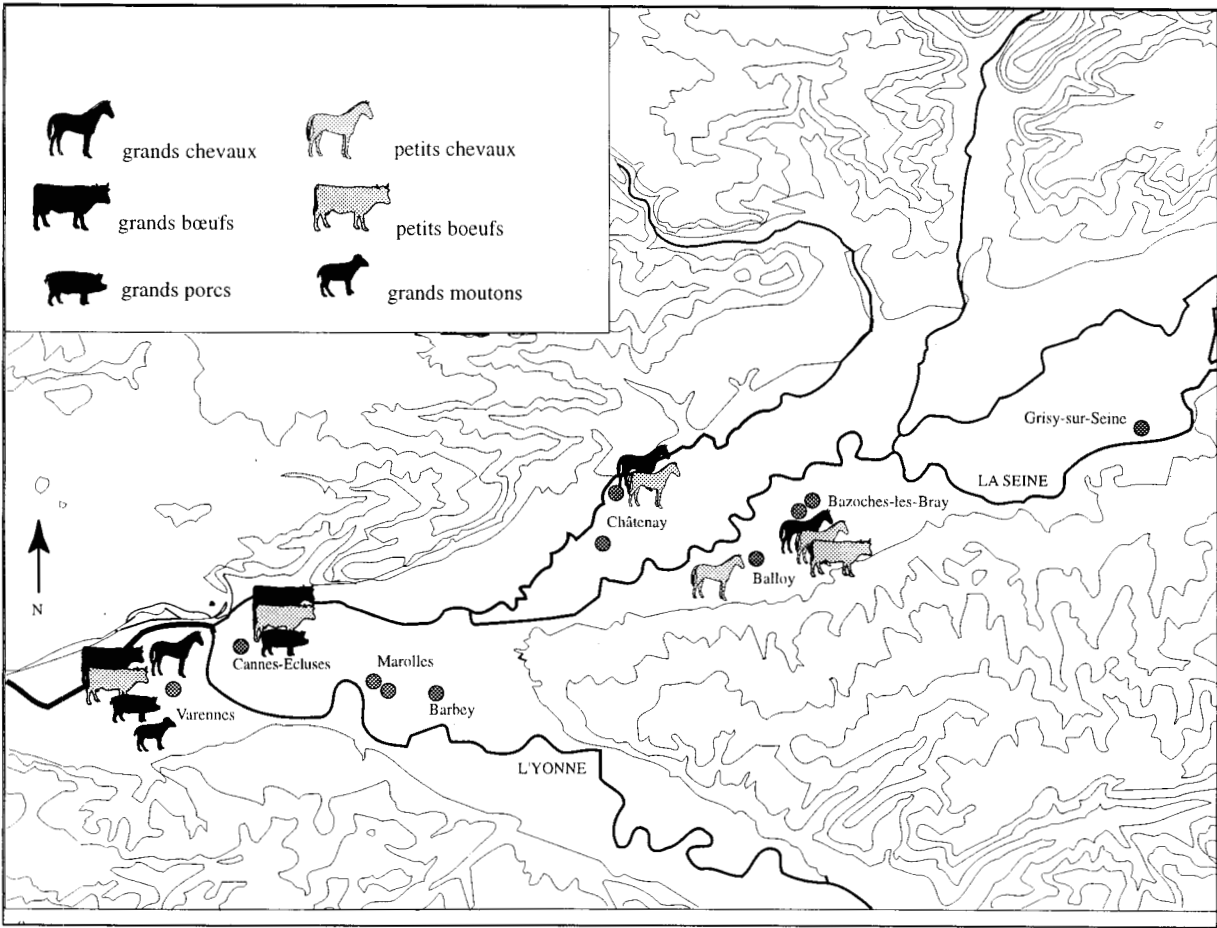 grands chevaux
petits chevaux
grands bœufs
petits boeufs
grands porcs
grands moutons
Grisy-sur-Seine
LA SEINE
Bazoches-les-Bray
Châtenay
Balloy
N
Cannes-Ecluses
Marolles
Varennes
Barbey
L'YONNE